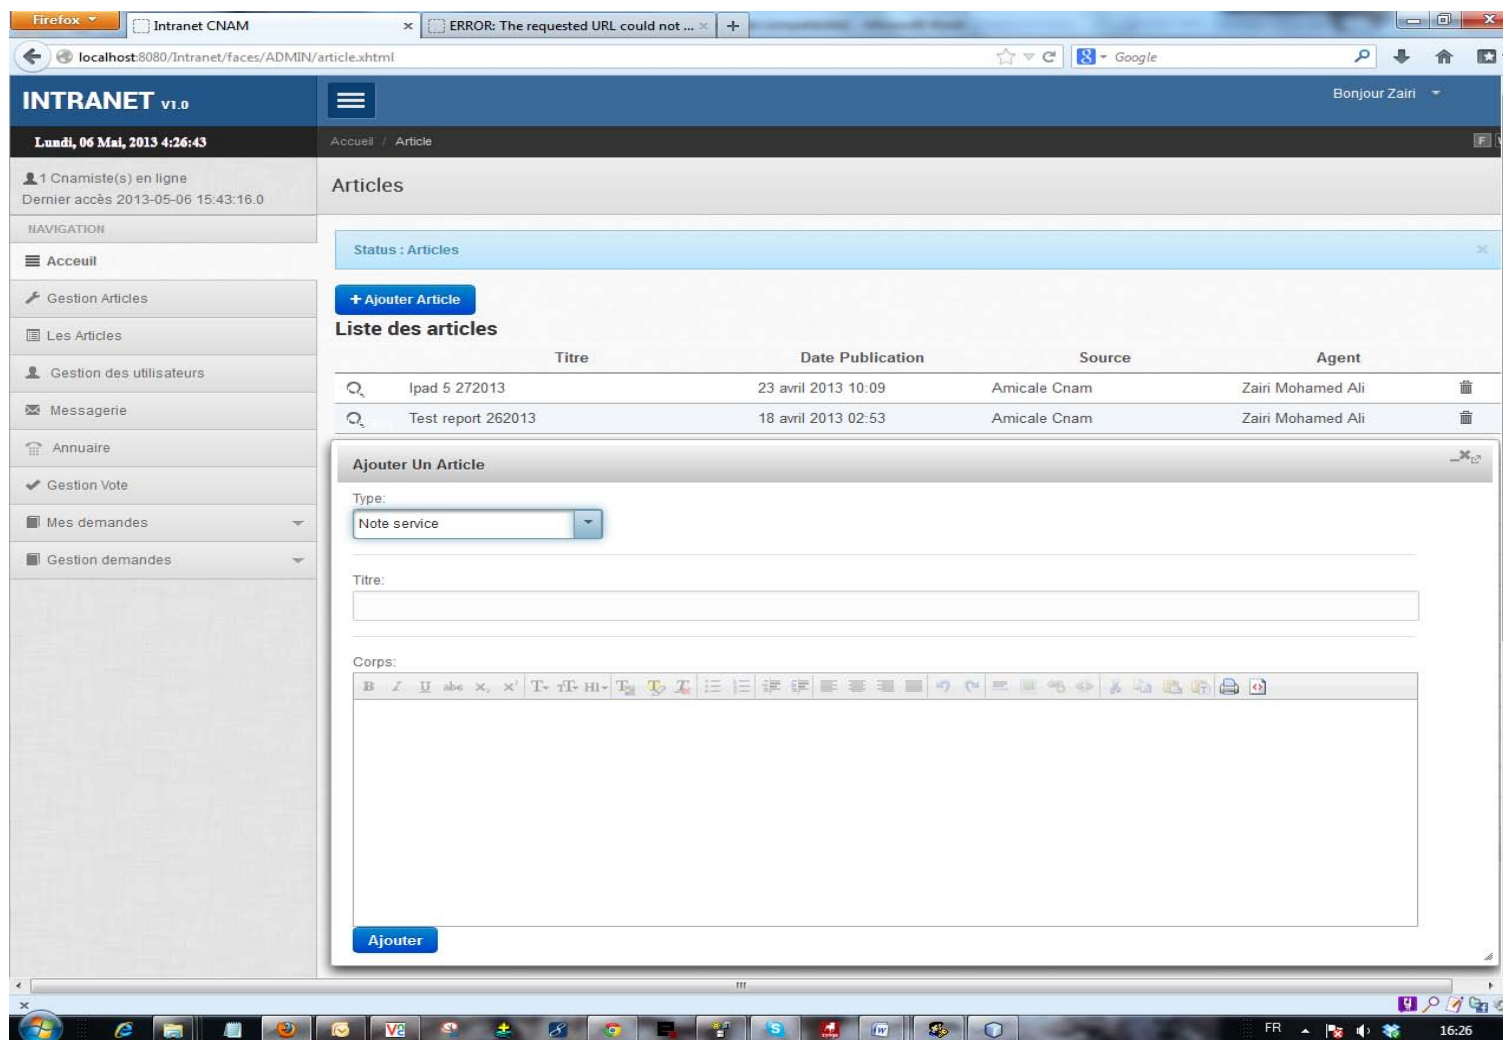 Firefox
Intranet CNAM
ERROR: The requested URL could not ...
localhost:8080/Intranet/faces/ADMIN/article.xhtml
Google
INTRANET V1.0
Bonjour Zairi
Lundi, 06 Mai, 2013 4:26:43
Accueil / Article
F
1 Cnamiste(s) en ligne
Dernier accès 2013-05-06 15:43:16.0
Articles
NAVIGATION
Status : Articles
Acceuil
Gestion Articles
+ Ajouter Article
Les Articles
Liste des articles
Titre Date Publication Source Agent
Gestion des utilisateurs
Ipad 5 272013 23 avril 2013 10:09 Amicale Cnam Zairi Mohamed Ali
Messagerie
Test report 262013 18 avril 2013 02:53 Amicale Cnam Zairi Mohamed Ali
Annuaire
Ajouter Un Article
Gestion Vote
Type:
Mes demandes
Note service
Gestion demandes
Titre:
Corps:
Ajouter
FR
16:26